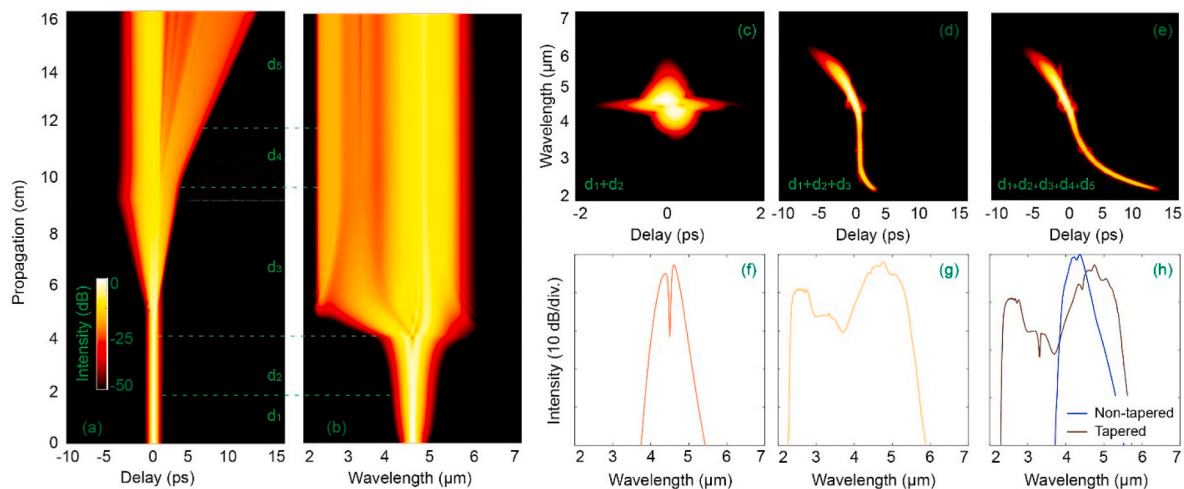 16
14
12
10
8
6
4
2
0
Propagation (cm)
Intensity (dB)
0
-25
-50
d₅
d₄
d₃
d₂
d₁
(a)
-10 -5 0 5 10 15
Delay (ps)
(b)
2 3 4 5 6 7
Wavelength (µm)
7
6
5
4
3
2
Wavelength (µm)
(c)
d₁+d₂
-2 0 2
Delay (ps)
(d)
d₁+d₂+d₃
-10 -5 0 5 10 15
Delay (ps)
(e)
d₁+d₂+d₃+d₄+d₅
-10 -5 0 5 10 15
Delay (ps)
Intensity (10 dB/div.)
(f)
2 3 4 5 6 7
Wavelength (µm)
(g)
2 3 4 5 6 7
Wavelength (µm)
(h)
Non-tapered
Tapered
2 3 4 5 6 7
Wavelength (µm)